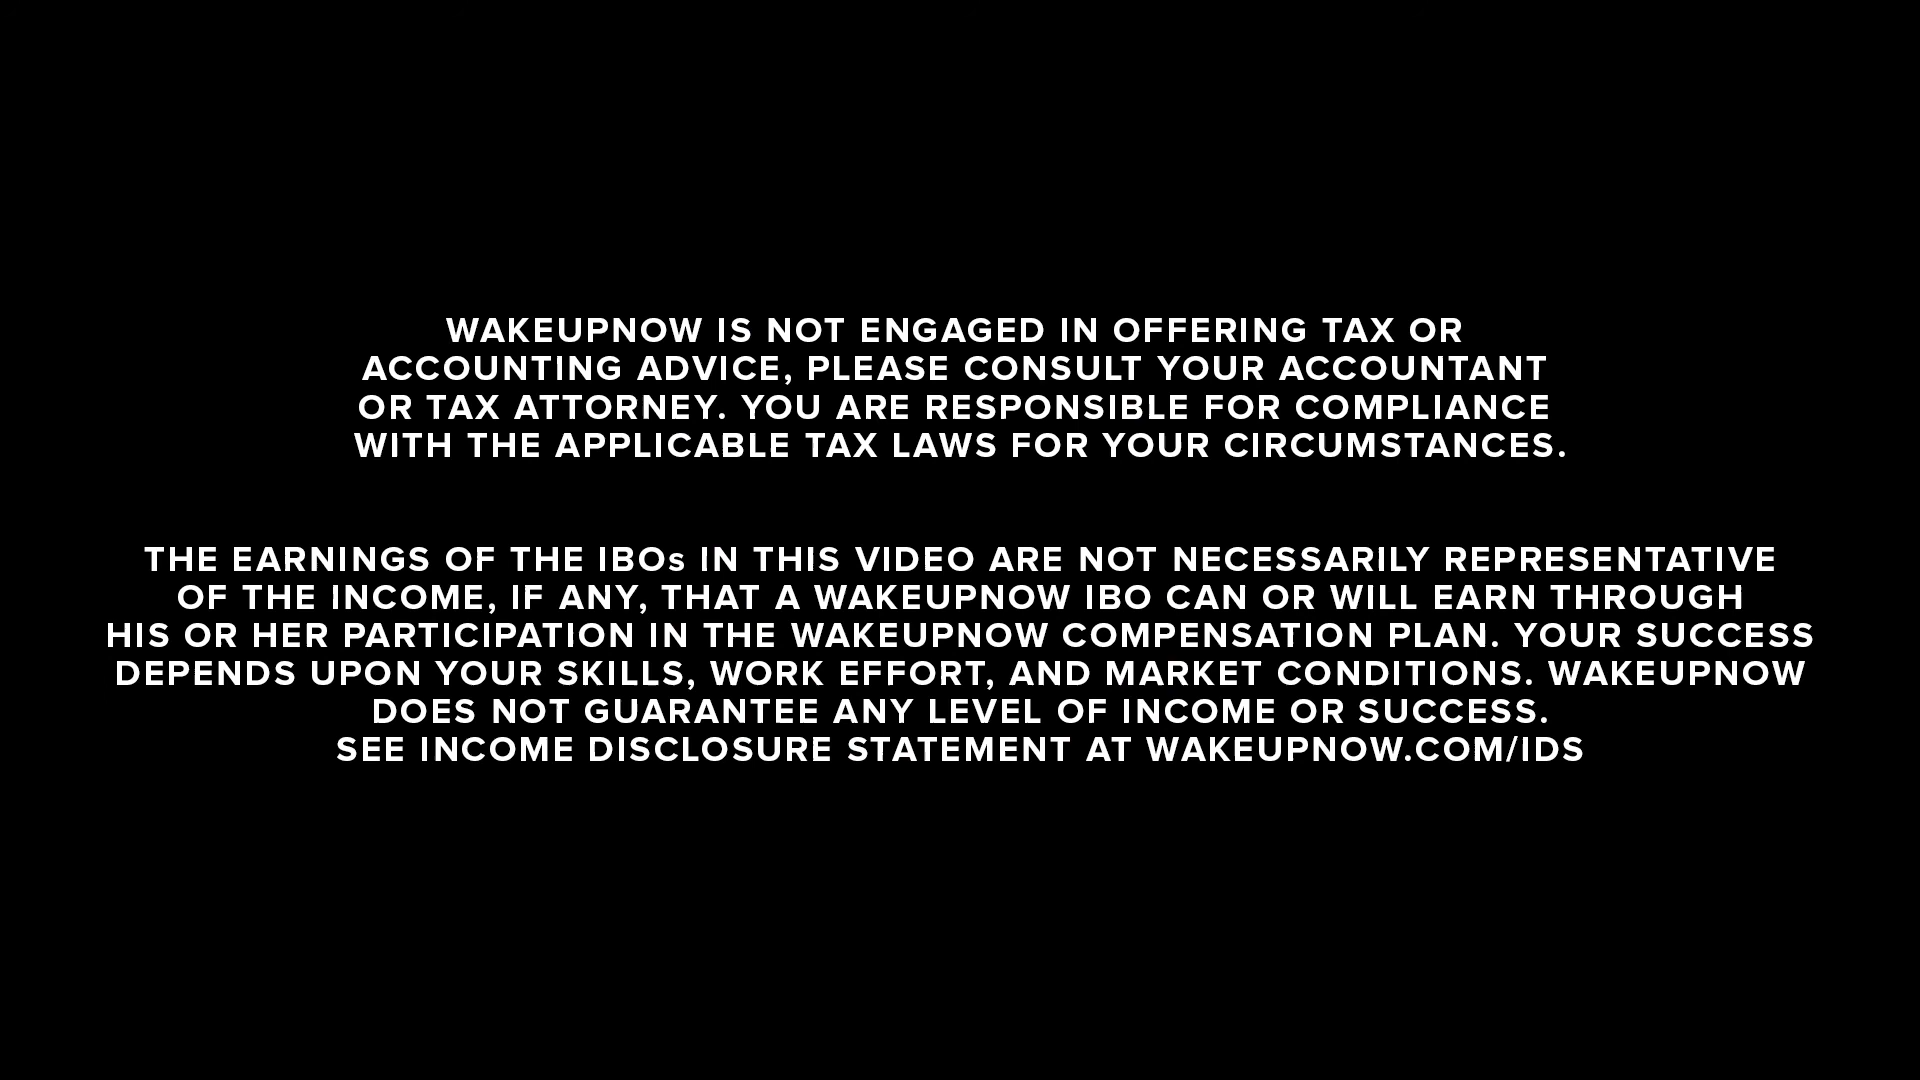 WAKEUPNOW IS NOT ENGAGED IN OFFERING TAX OR
ACCOUNTING ADVICE, PLEASE CONSULT YOUR ACCOUNTANT
OR TAX ATTORNEY. YOU ARE RESPONSIBLE FOR COMPLIANCE
WITH THE APPLICABLE TAX LAWS FOR YOUR CIRCUMSTANCES.
THE EARNINGS OF THE IBOs IN THIS VIDEO ARE NOT NECESSARILY REPRESENTATIVE
OF THE INCOME, IF ANY, THAT A WAKEUPNOW IBO CAN OR WILL EARN THROUGH
HIS OR HER PARTICIPATION IN THE WAKEUPNOW COMPENSATION PLAN. YOUR SUCCESS
DEPENDS UPON YOUR SKILLS, WORK EFFORT, AND MARKET CONDITIONS. WAKEUPNOW
DOES NOT GUARANTEE ANY LEVEL OF INCOME OR SUCCESS.
SEE INCOME DISCLOSURE STATEMENT AT WAKEUPNOW.COM/IDS